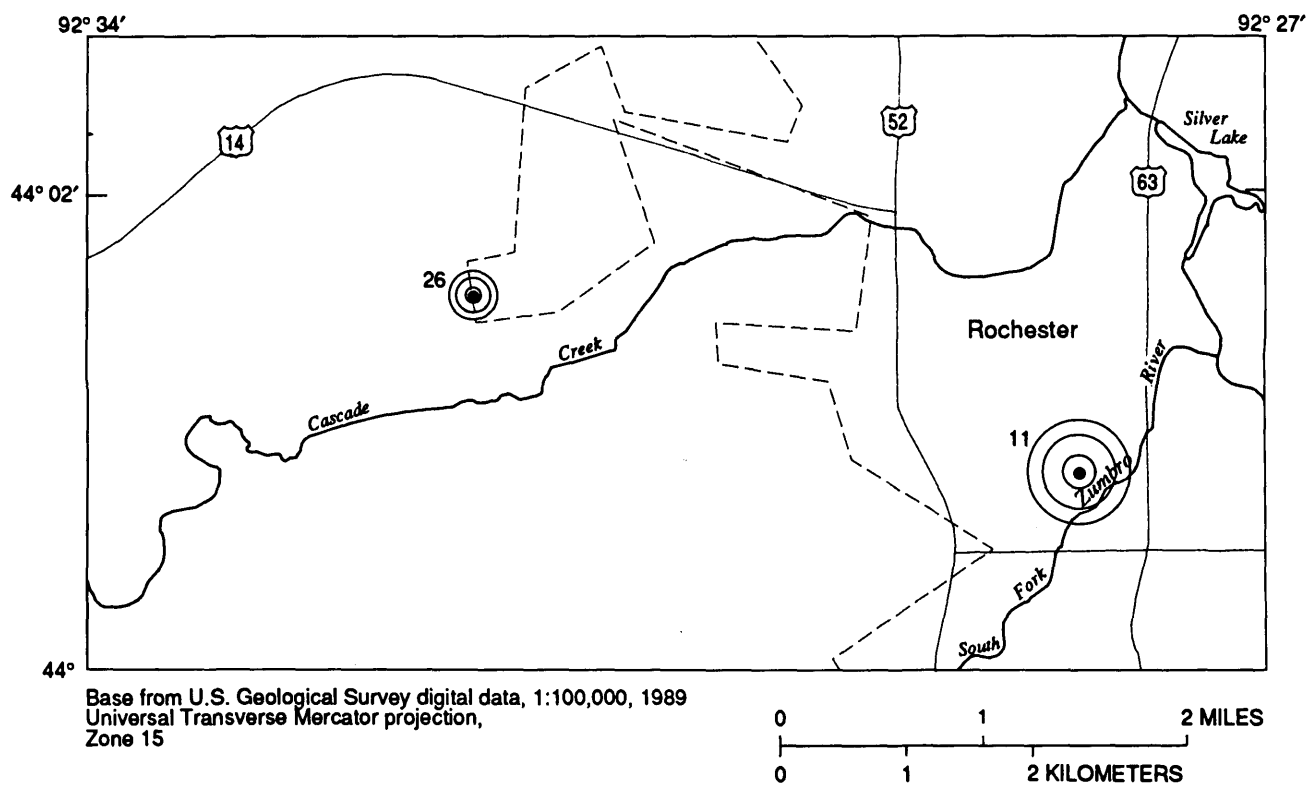 92° 34′
92° 27′
14
52
Silver
Lake
63
44° 02′
26
Rochester
Creek
River
Cascade
11
Zumbro
Fork
South
44°
Base from U.S. Geological Survey digital data, 1:100,000, 1989
Universal Transverse Mercator projection,
Zone 15
0 1 2 MILES
0 1 2 KILOMETERS